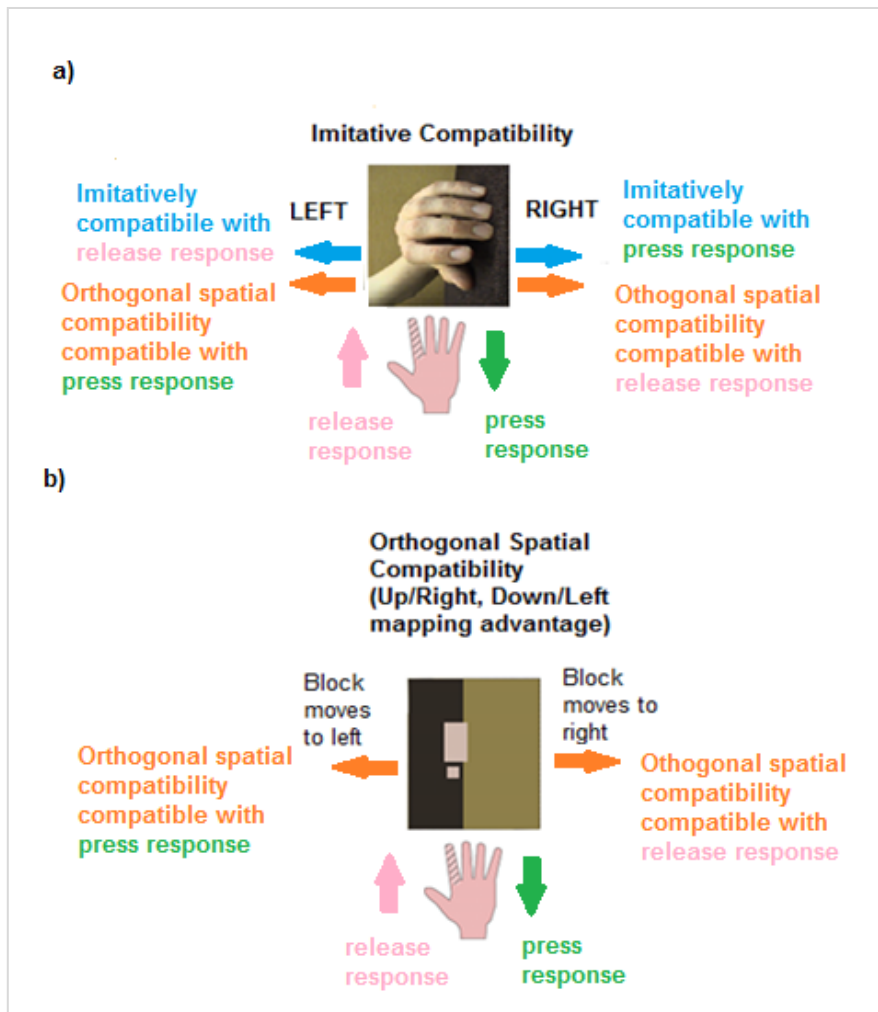 a)
Imitative Compatibility
Imitatively
compatibile with
release response
LEFT
RIGHT
Imitatively
compatible with
press response
Orthogonal spatial
compatibility
compatible with
press response
Othogonal spatial
compatibility
compatible with
release response
release
response
press
response
b)
Orthogonal Spatial
Compatibility
(Up/Right, Down/Left
mapping advantage)
Block
moves
to left
Block
moves to
right
Orthogonal spatial
compatibility
compatible with
press response
Othogonal spatial
compatibility
compatible with
release response
release
response
press
response